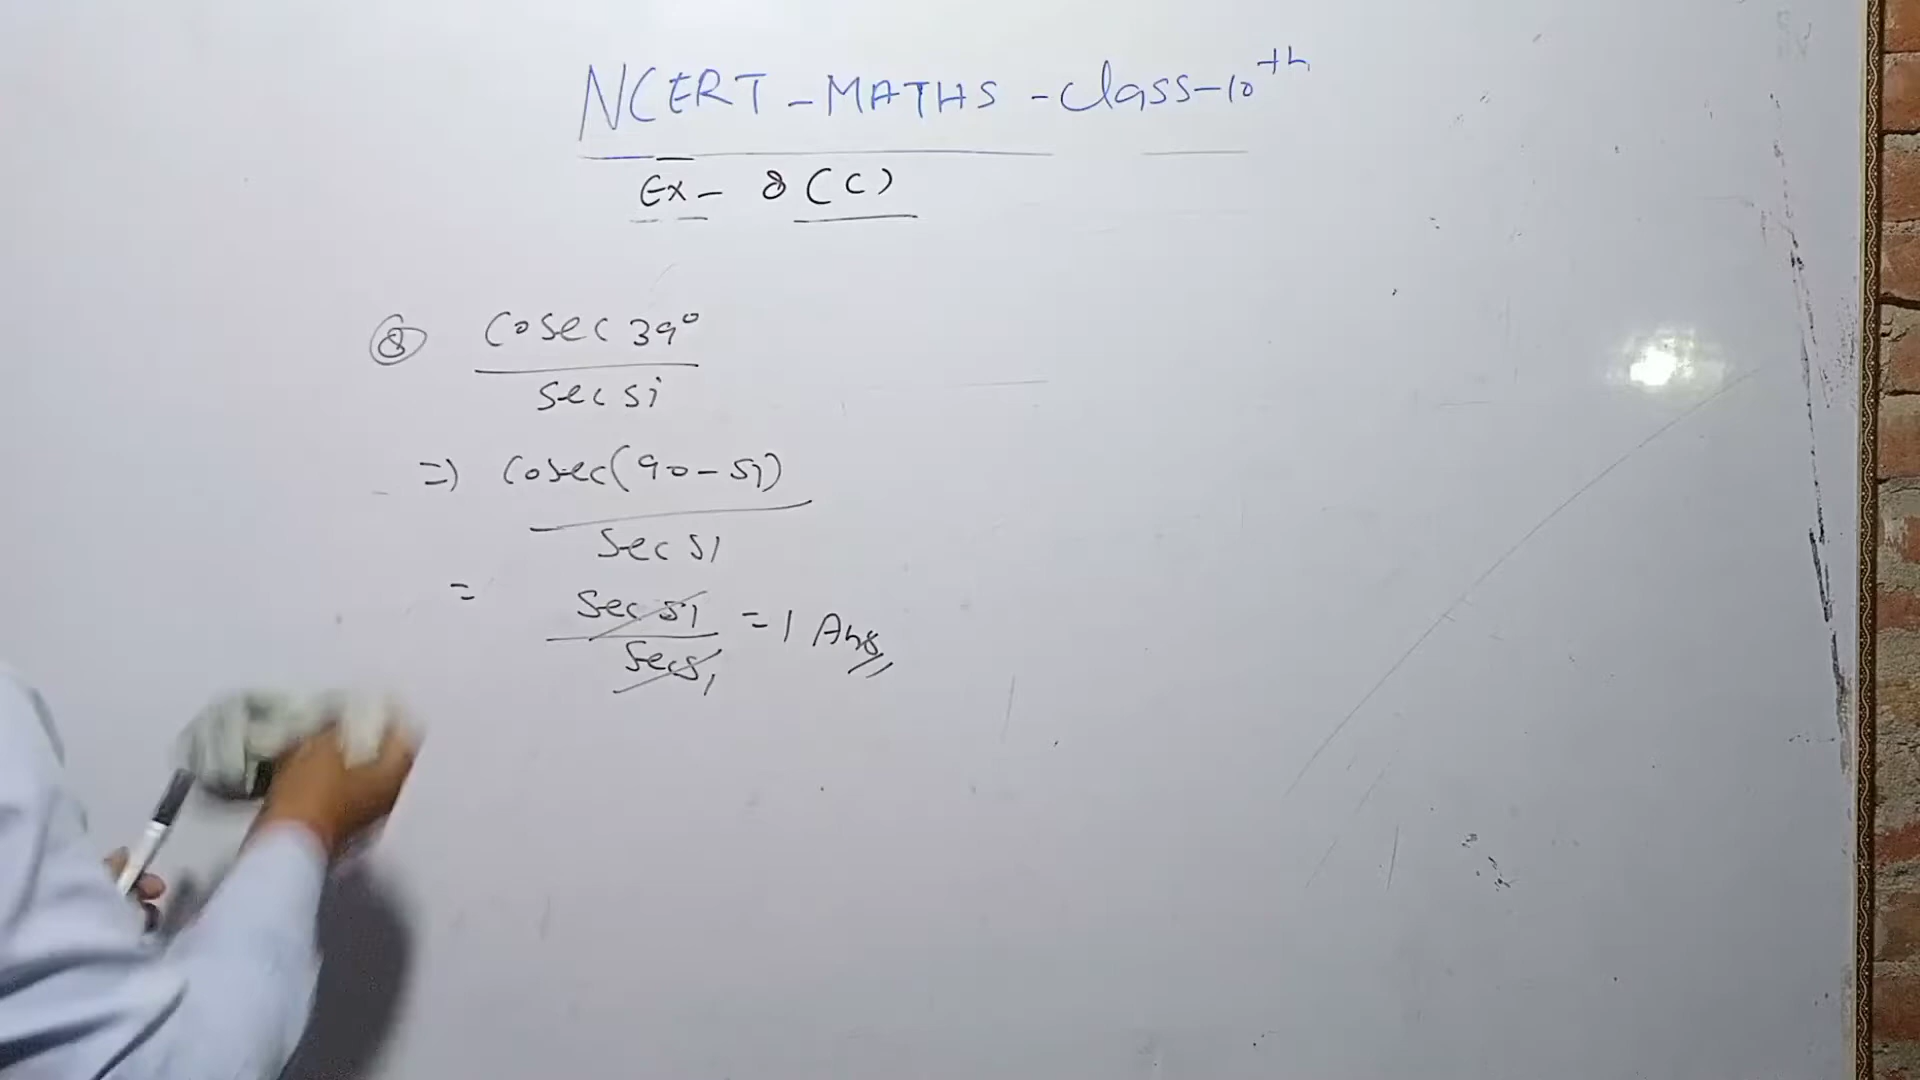 NCERT - MATHS - Class - 10th
Ex - 8 (C)
⑧ Cosec 39°
sec 51
=) Cosec(90-51)
Sec 51
= Sec 51 = 1 Ans
Sec 51